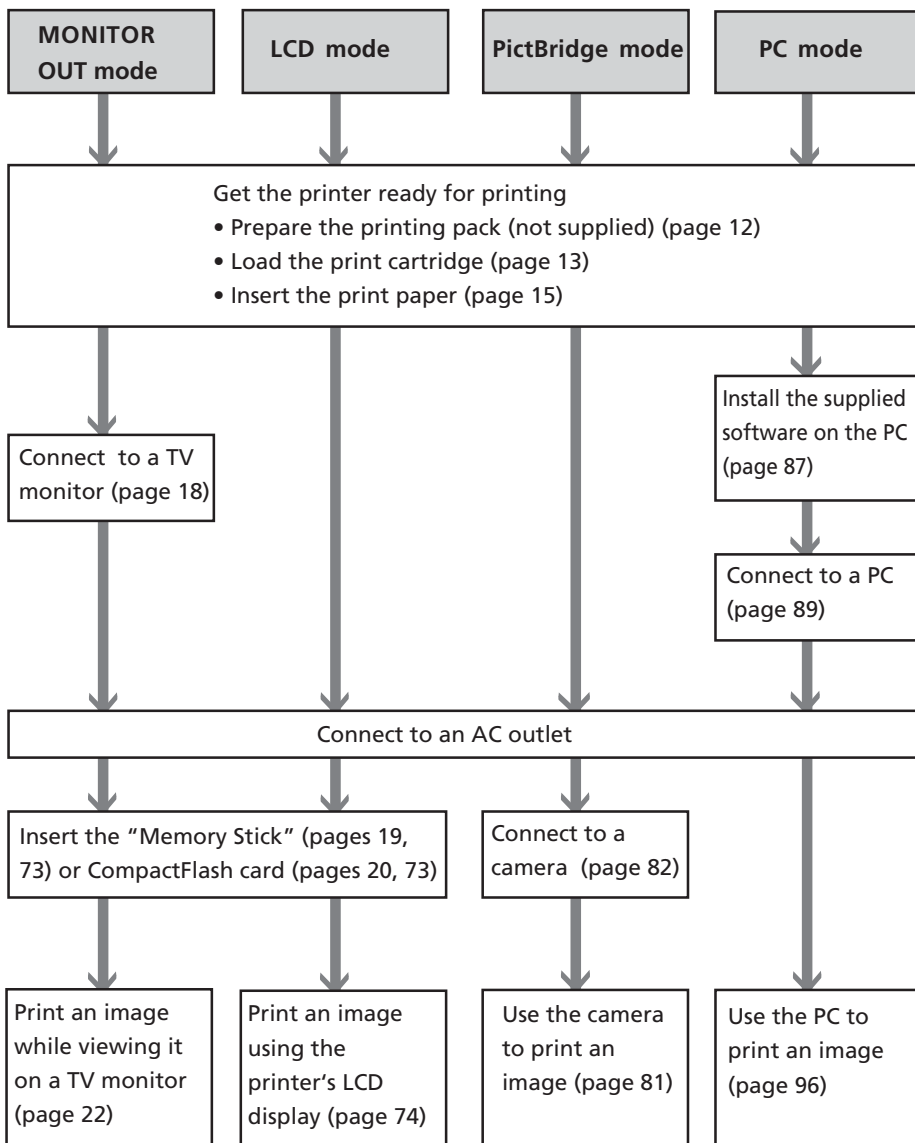 MONITOR
OUT mode
LCD mode
PictBridge mode
PC mode
Get the printer ready for printing
• Prepare the printing pack (not supplied) (page 12)
• Load the print cartridge (page 13)
• Insert the print paper (page 15)
Install the supplied
software on the PC
(page 87)
Connect to a TV
monitor (page 18)
Connect to a PC
(page 89)
Connect to an AC outlet
Insert the “Memory Stick” (pages 19,
73) or CompactFlash card (pages 20, 73)
Connect to a
camera (page 82)
Print an image
while viewing it
on a TV monitor
(page 22)
Print an image
using the
printer‘s LCD
display (page 74)
Use the camera
to print an
image (page 81)
Use the PC to
print an image
(page 96)